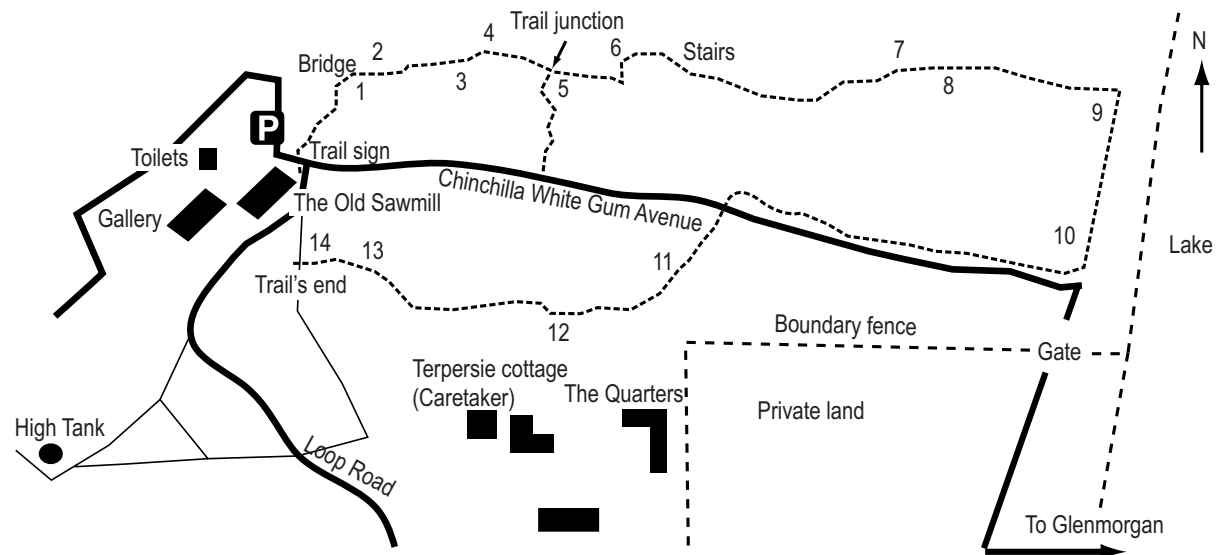 Trail junction
N
4
2
6
Stairs
7
Bridge
1
3
5
8
9
P
Trail sign
Toilets
Chinchilla White Gum Avenue
The Old Sawmill
Gallery
14
13
11
10
Lake
Trail's end
12
Boundary fence
Gate
Terpersie cottage
(Caretaker)
The Quarters
Private land
High Tank
Loop Road
To Glenmorgan